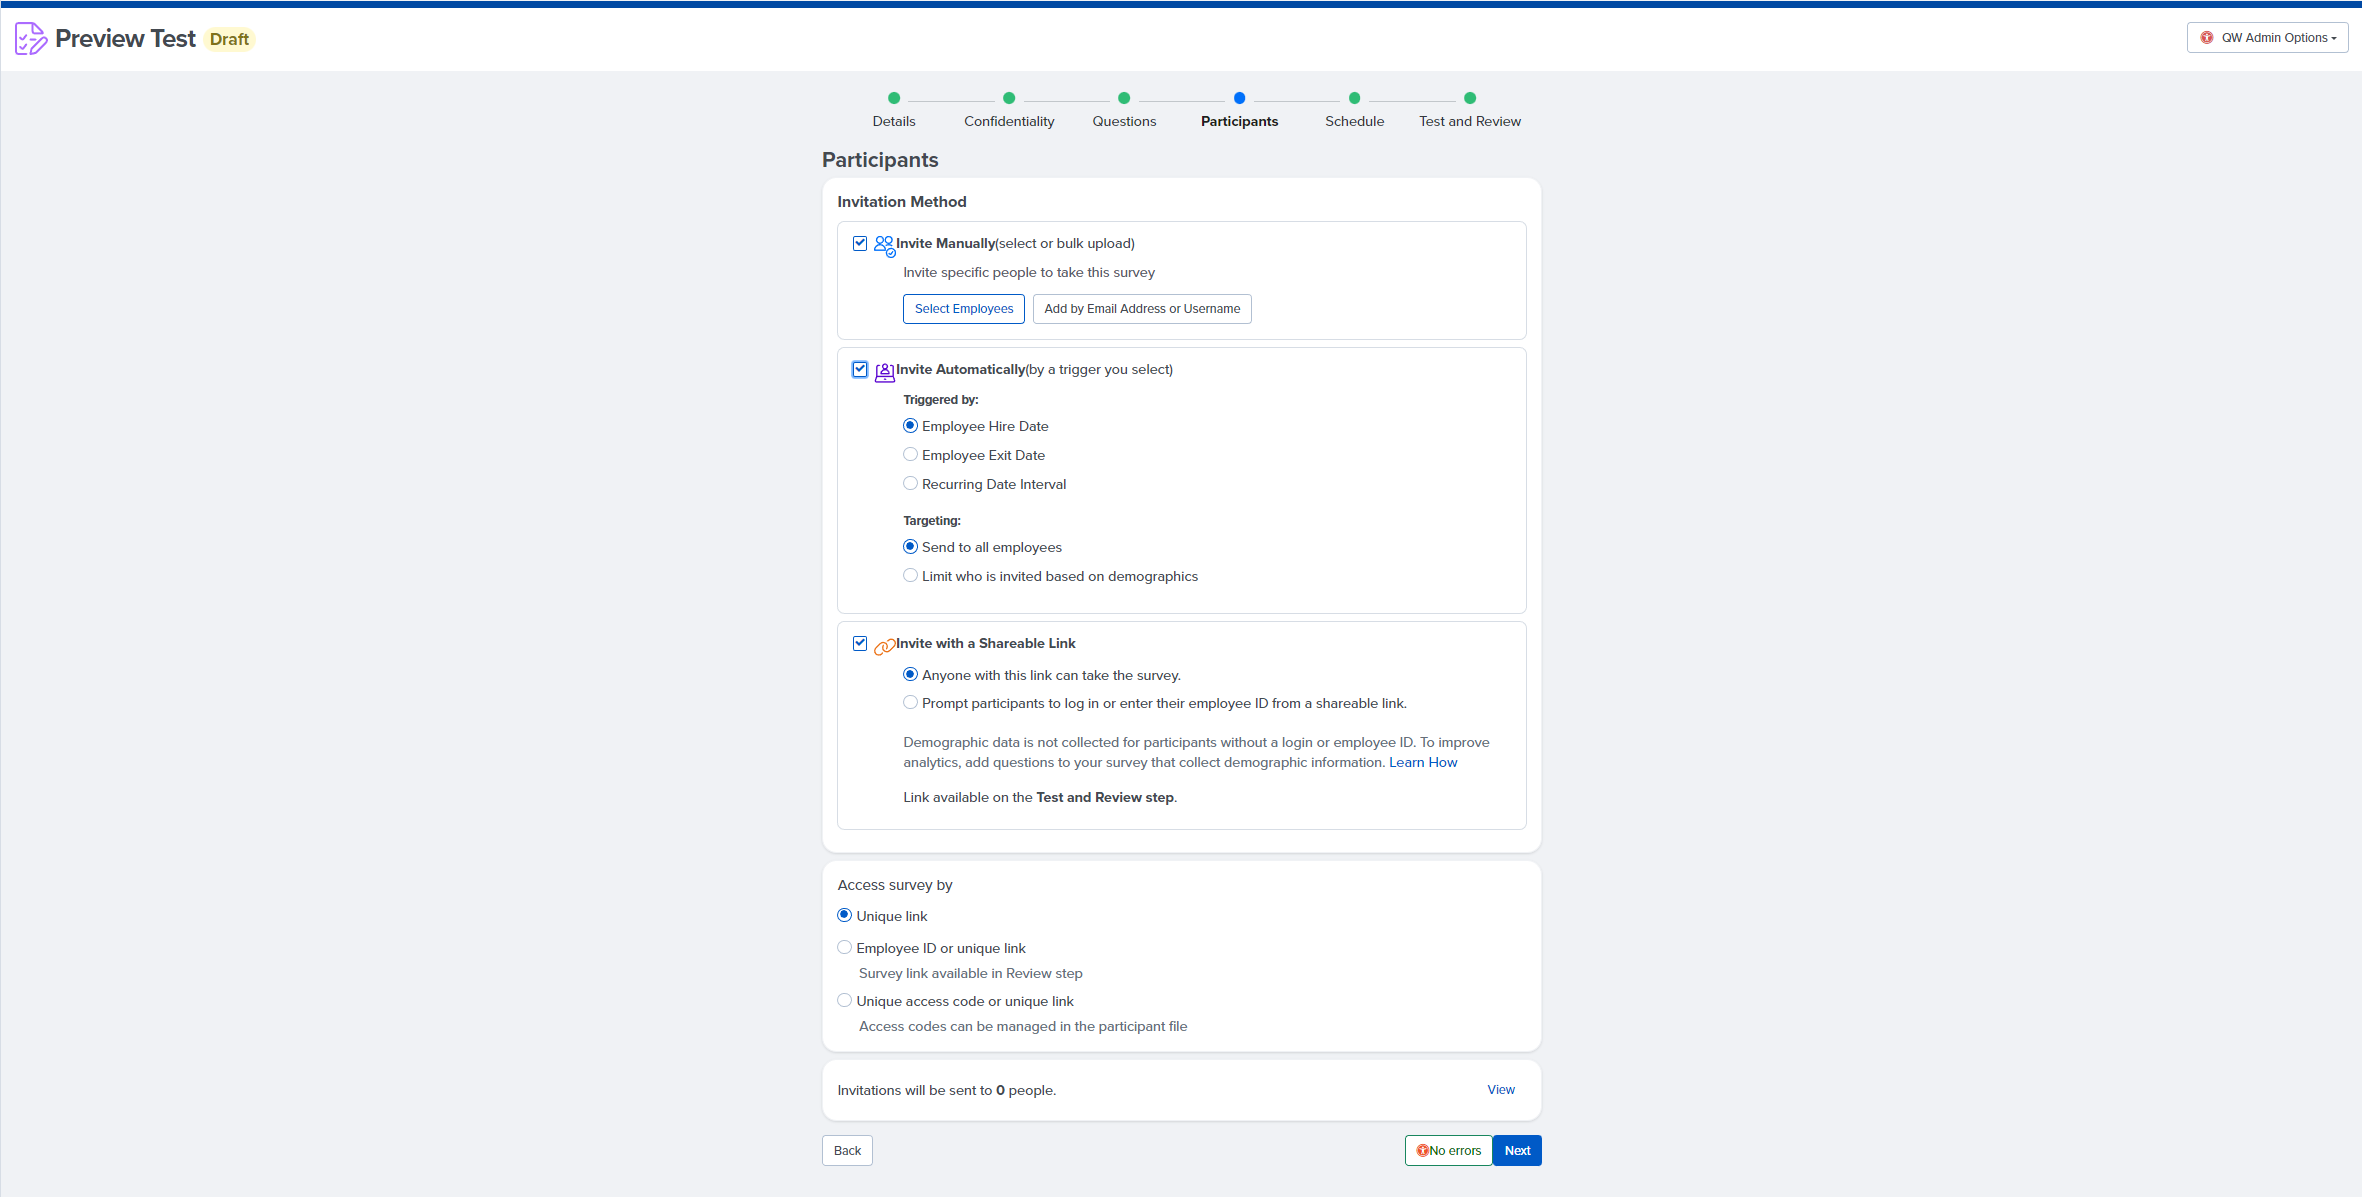 Preview Test Draft
QW Admin Options
Details
Confidentiality
Questions
Participants
Schedule
Test and Review
Participants
Invitation Method
Invite Manually(select or bulk upload)
Invite specific people to take this survey
Select Employees
Add by Email Address or Username
Invite Automatically(by a trigger you select)
Triggered by:
Employee Hire Date
Employee Exit Date
Recurring Date Interval
Targeting:
Send to all employees
Limit who is invited based on demographics
Invite with a Shareable Link
Anyone with this link can take the survey.
Prompt participants to log in or enter their employee ID from a shareable link.
Demographic data is not collected for participants without a login or employee ID. To improve
analytics, add questions to your survey that collect demographic information. Learn How
Link available on the Test and Review step.
Access survey by
Unique link
Employee ID or unique link
Survey link available in Review step
Unique access code or unique link
Access codes can be managed in the participant file
Invitations will be sent to 0 people.
View
Back
No errors
Next